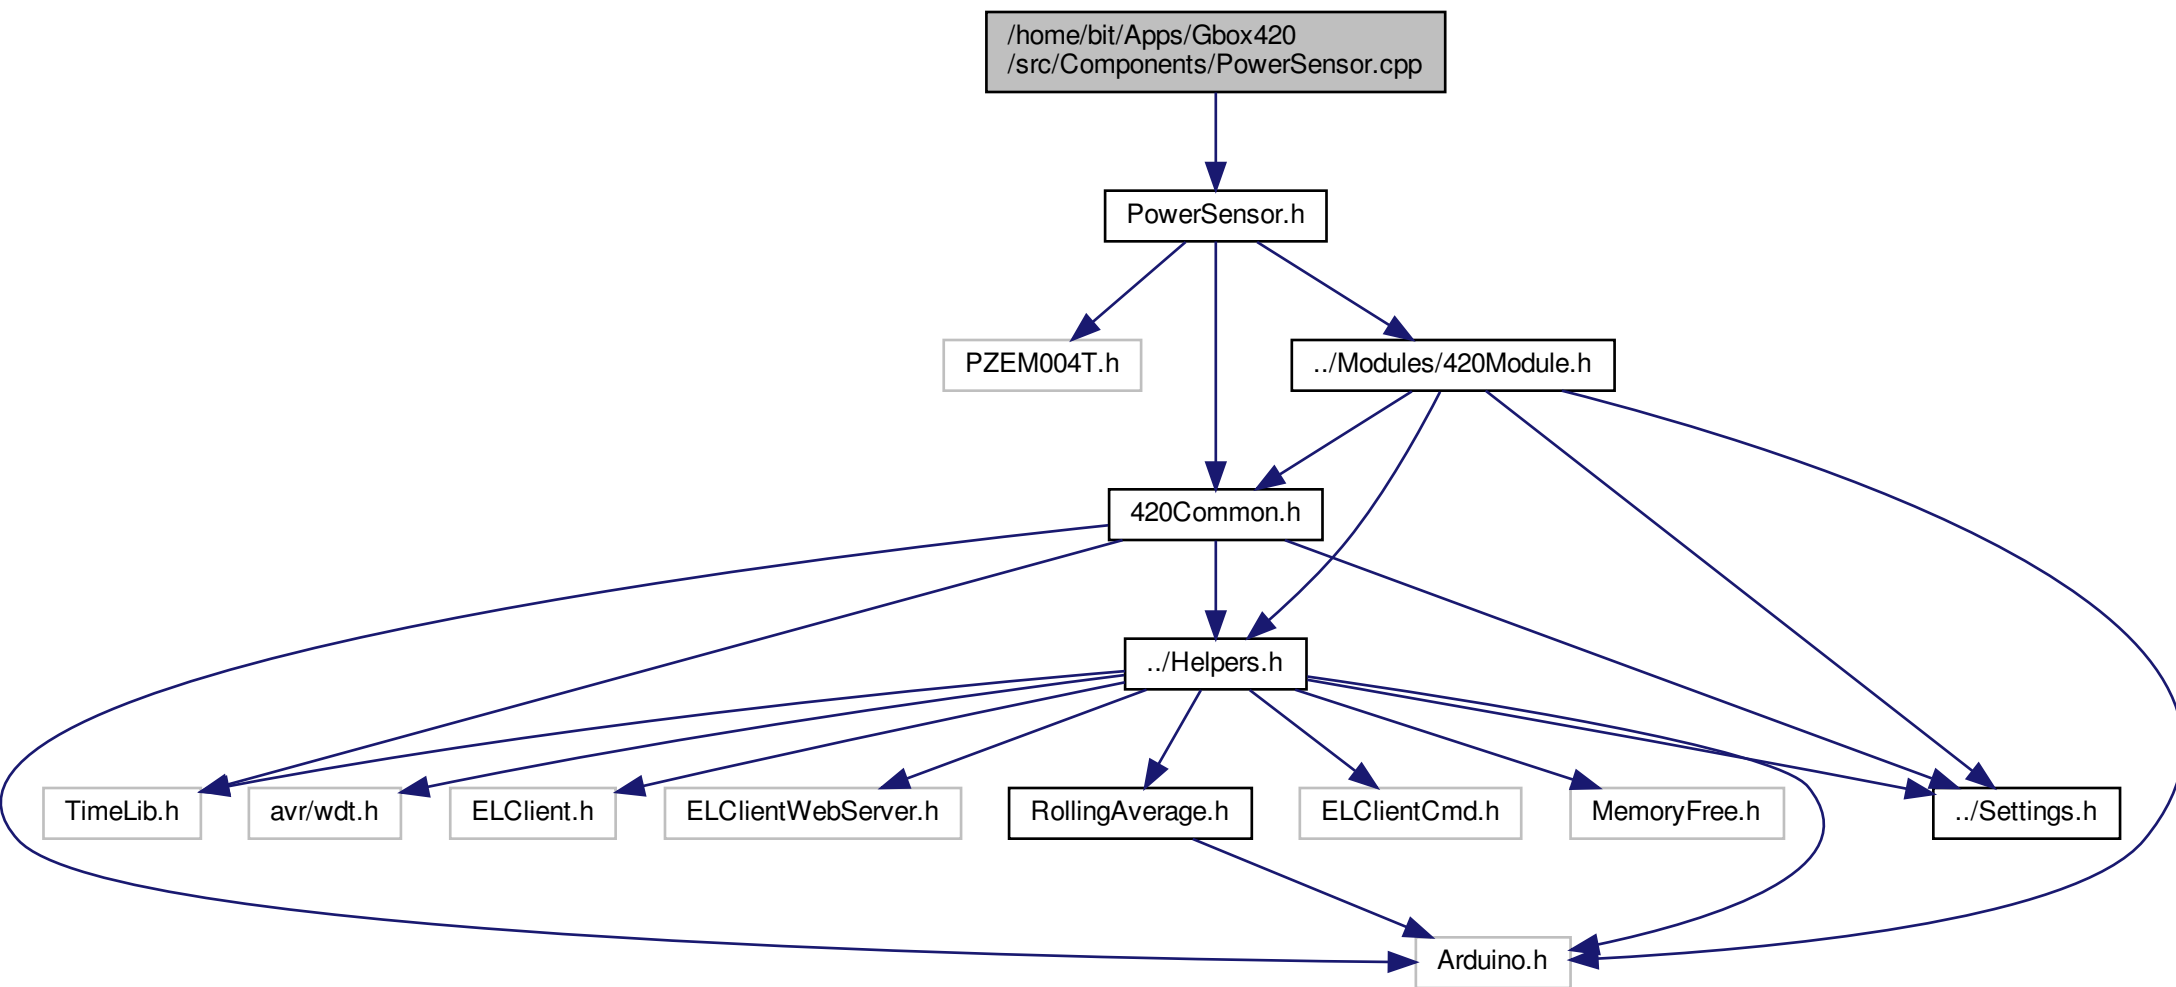 /home/bit/Apps/Gbox420
/src/Components/PowerSensor.cpp
PowerSensor.h
PZEM004T.h
../Modules/420Module.h
420Common.h
../Helpers.h
TimeLib.h
avr/wdt.h
ELClient.h
ELClientWebServer.h
RollingAverage.h
ELClientCmd.h
MemoryFree.h
../Settings.h
Arduino.h